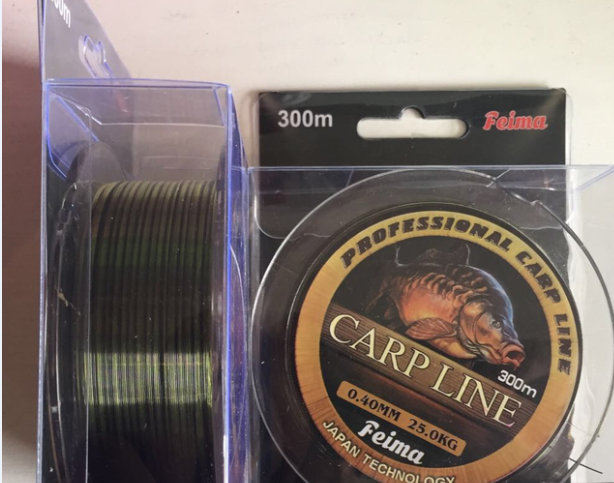 300m
Feima
PROFESSIONAL CARP LINE
CARP LINE
300m
0.40MM 25.0KG
Feima
JAPAN TECHNOLOGY